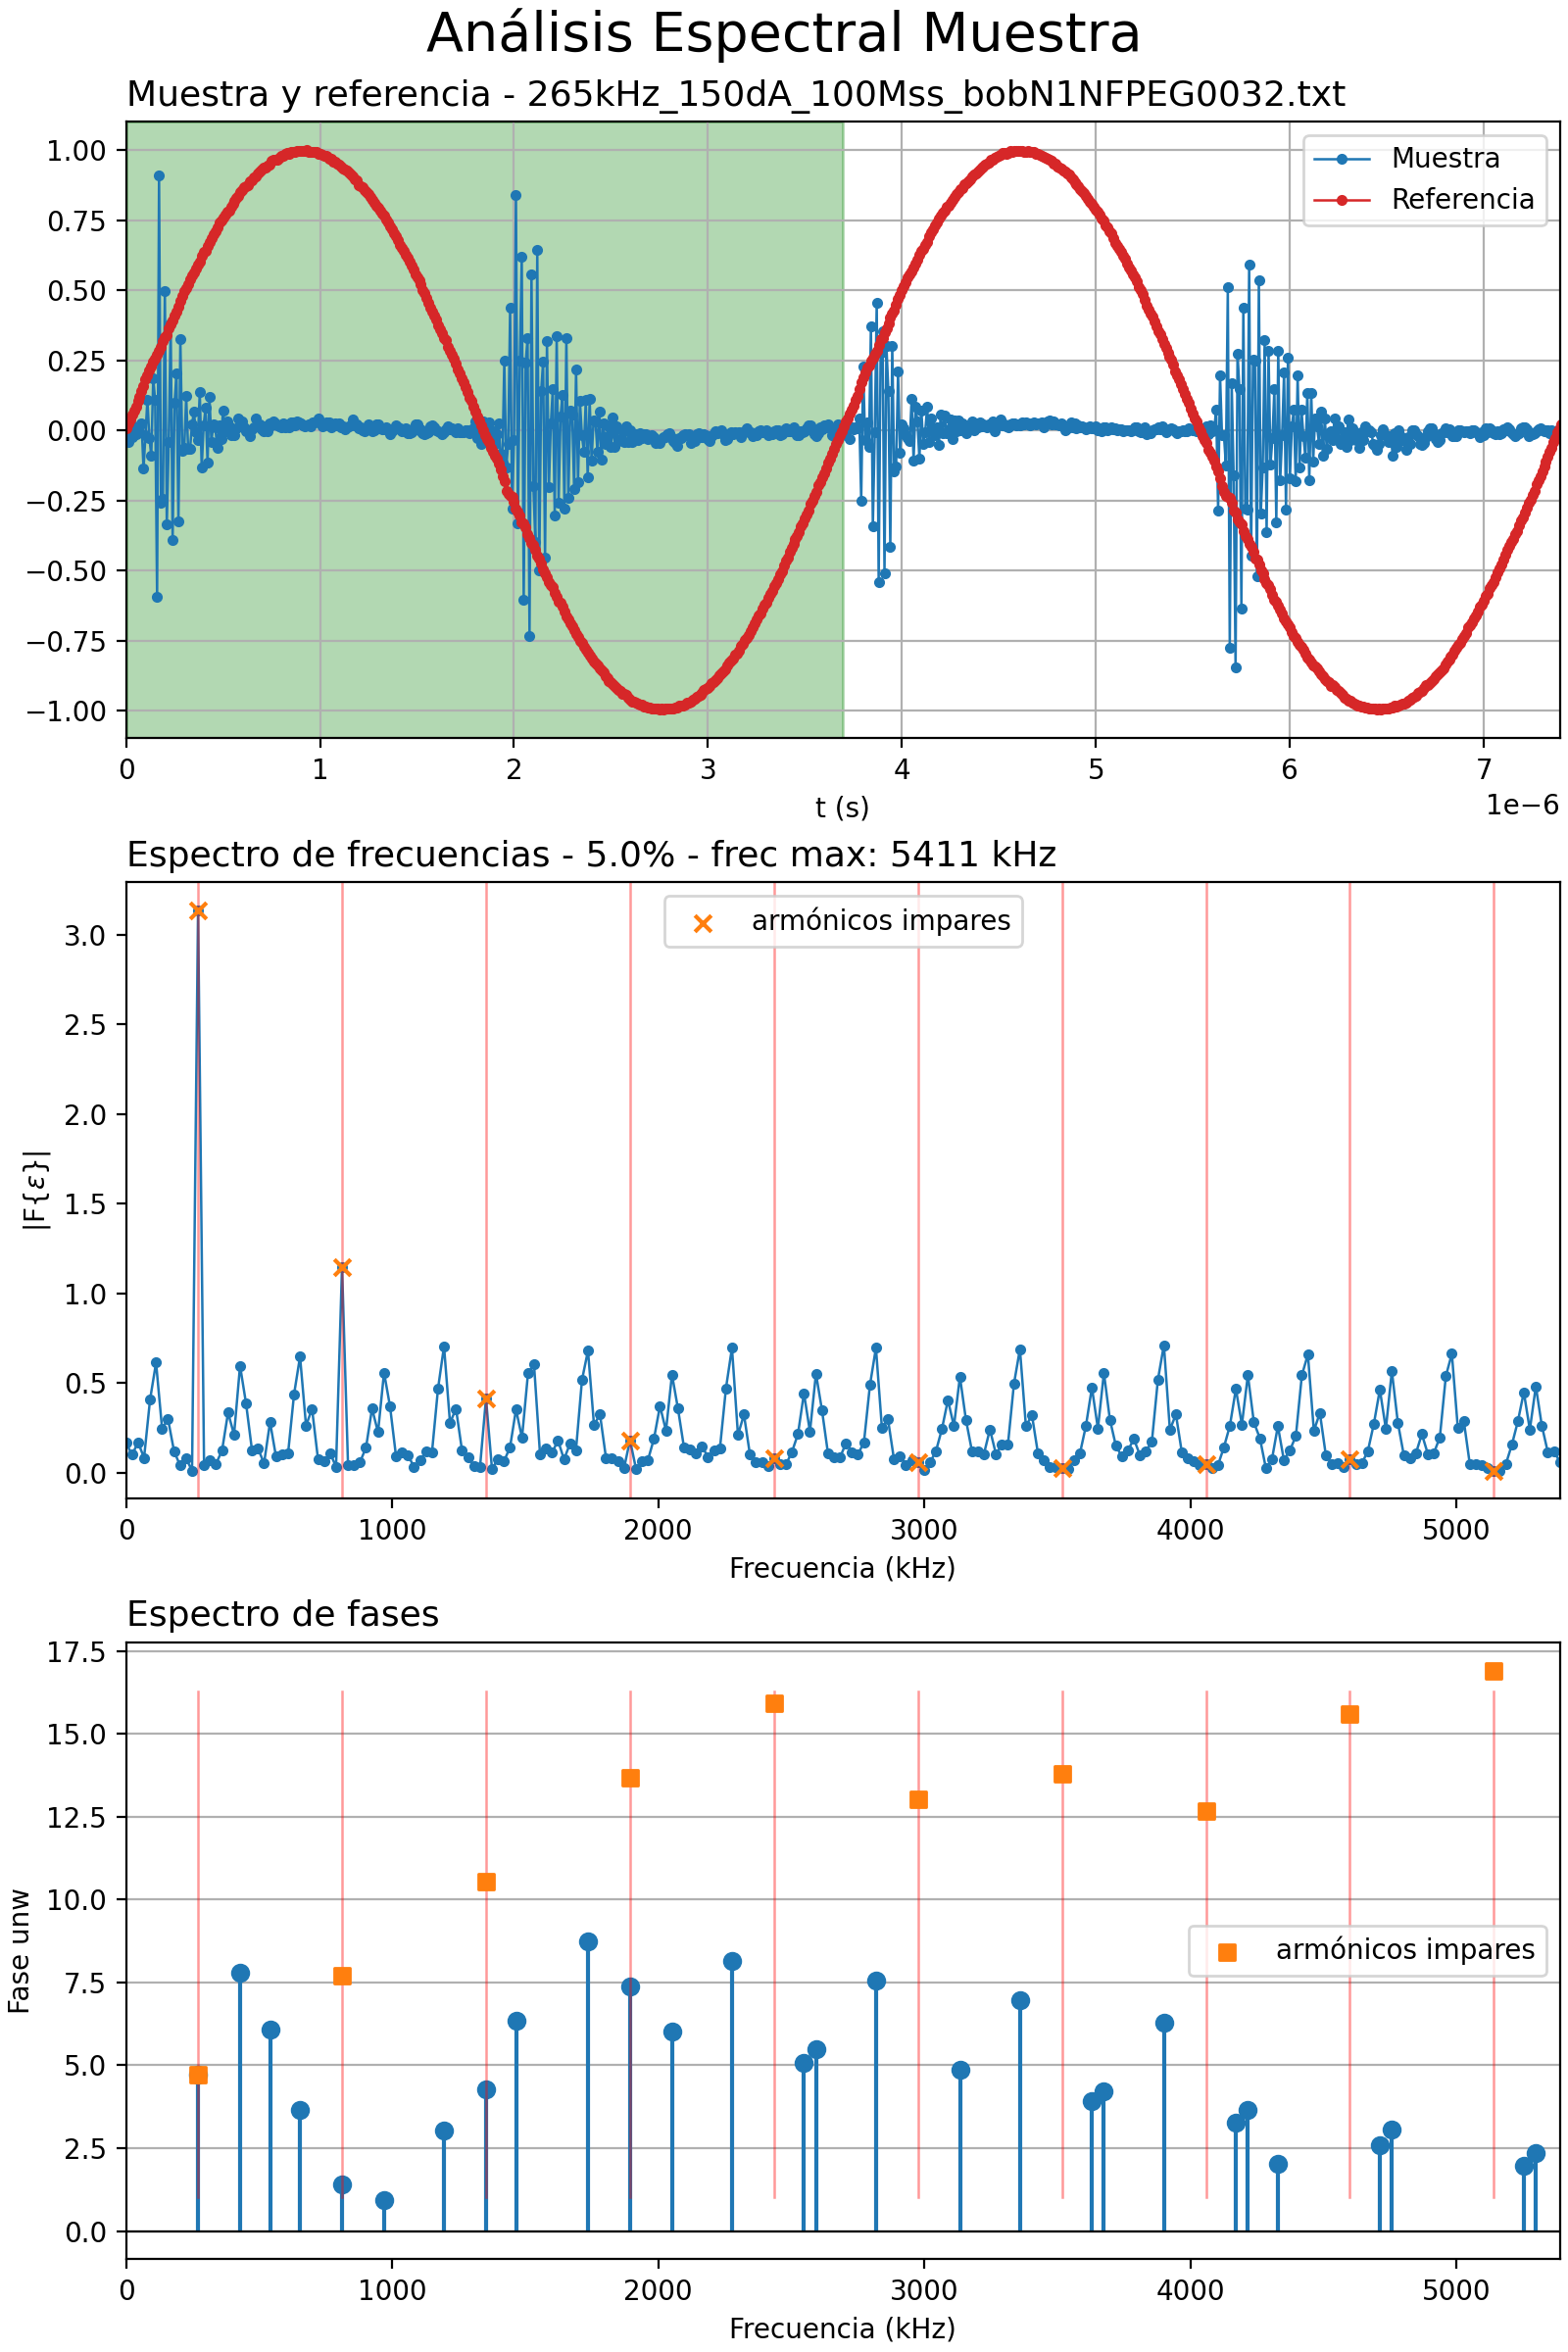 Análisis Espectral Muestra
Muestra y referencia - 265kHz_150dA_100Mss_bobN1NFPEG0032.txt
1.00
0.75
0.50
0.25
0.00
−0.25
−0.50
−0.75
−1.00
Muestra
Referencia
0 1 2 3 4 5 6 7
1e−6
t (s)
Espectro de frecuencias - 5.0% - frec max: 5411 kHz
|F{ε}|
3.0
2.5
2.0
1.5
1.0
0.5
0.0
armónicos impares
0 1000 2000 3000 4000 5000
Frecuencia (kHz)
Espectro de fases
Fase unw
17.5
15.0
12.5
10.0
7.5
5.0
2.5
0.0
armónicos impares
0 1000 2000 3000 4000 5000
Frecuencia (kHz)